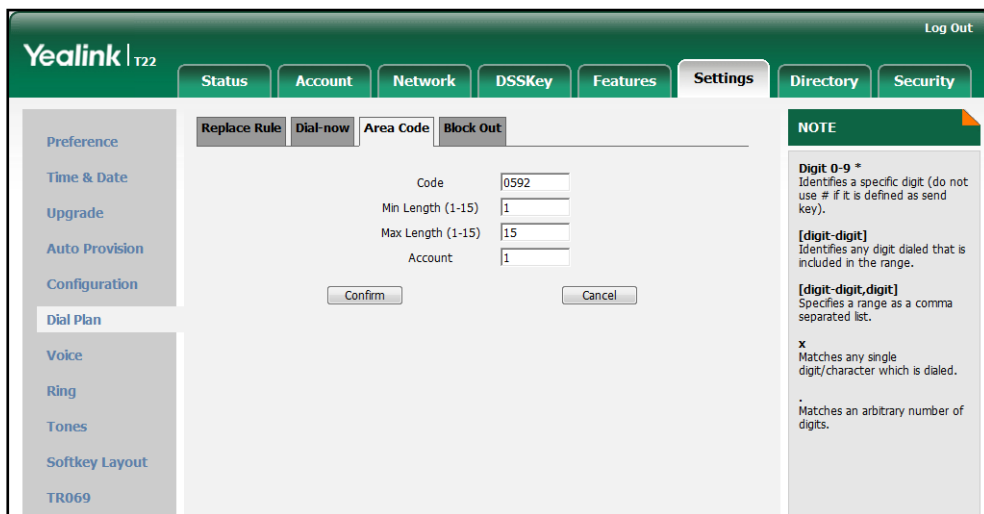 Log Out
Yealink T22
Status Account Network DSSKey Features Settings Directory Security
Preference
Time & Date
Upgrade
Auto Provision
Configuration
Dial Plan
Voice
Ring
Tones
Softkey Layout
TR069
Replace Rule Dial-now Area Code Block Out
Code 0592
Min Length (1-15) 1
Max Length (1-15) 15
Account 1
Confirm Cancel
NOTE
Digit 0-9 *
Identifies a specific digit (do not
use # if it is defined as send
key).
[digit-digit]
Identifies any digit dialed that is
included in the range.
[digit-digit,digit]
Specifies a range as a comma
separated list.
x
Matches any single
digit/character which is dialed.
.
Matches an arbitrary number of
digits.